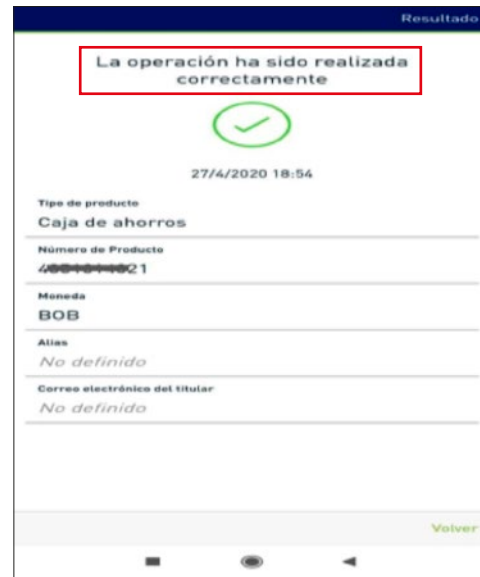 Resultado
La operación ha sido realizada
correctamente
27/4/2020 18:54
Tipo de producto
Caja de ahorros
Número de Producto
21
Moneda
BOB
Alias
No definido
Correo electrónico del titular
No definido
Volver